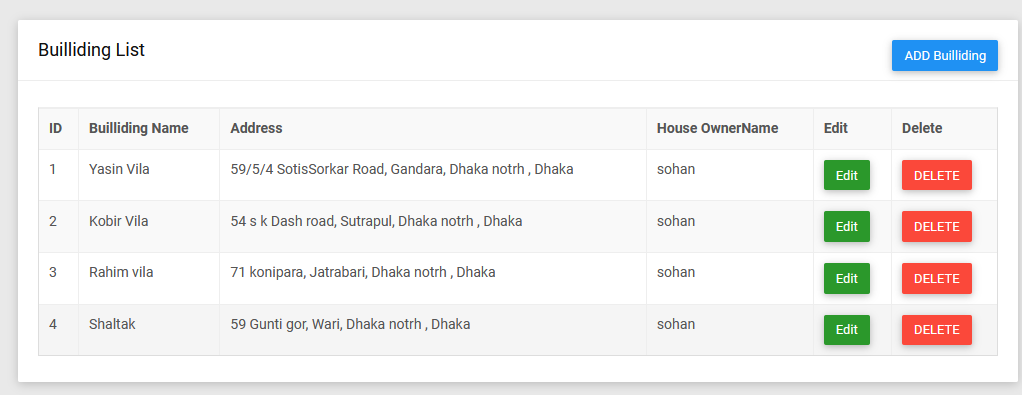 Builliding List
ADD Builliding
ID Builliding Name Address House OwnerName Edit Delete
1 Yasin Vila 59/5/4 SotisSorkar Road, Gandara, Dhaka notrh , Dhaka sohan Edit DELETE
2 Kobir Vila 54 s k Dash road, Sutrapul, Dhaka notrh , Dhaka sohan Edit DELETE
3 Rahim vila 71 konipara, Jatrabari, Dhaka notrh , Dhaka sohan Edit DELETE
4 Shaltak 59 Gunti gor, Wari, Dhaka notrh , Dhaka sohan Edit DELETE